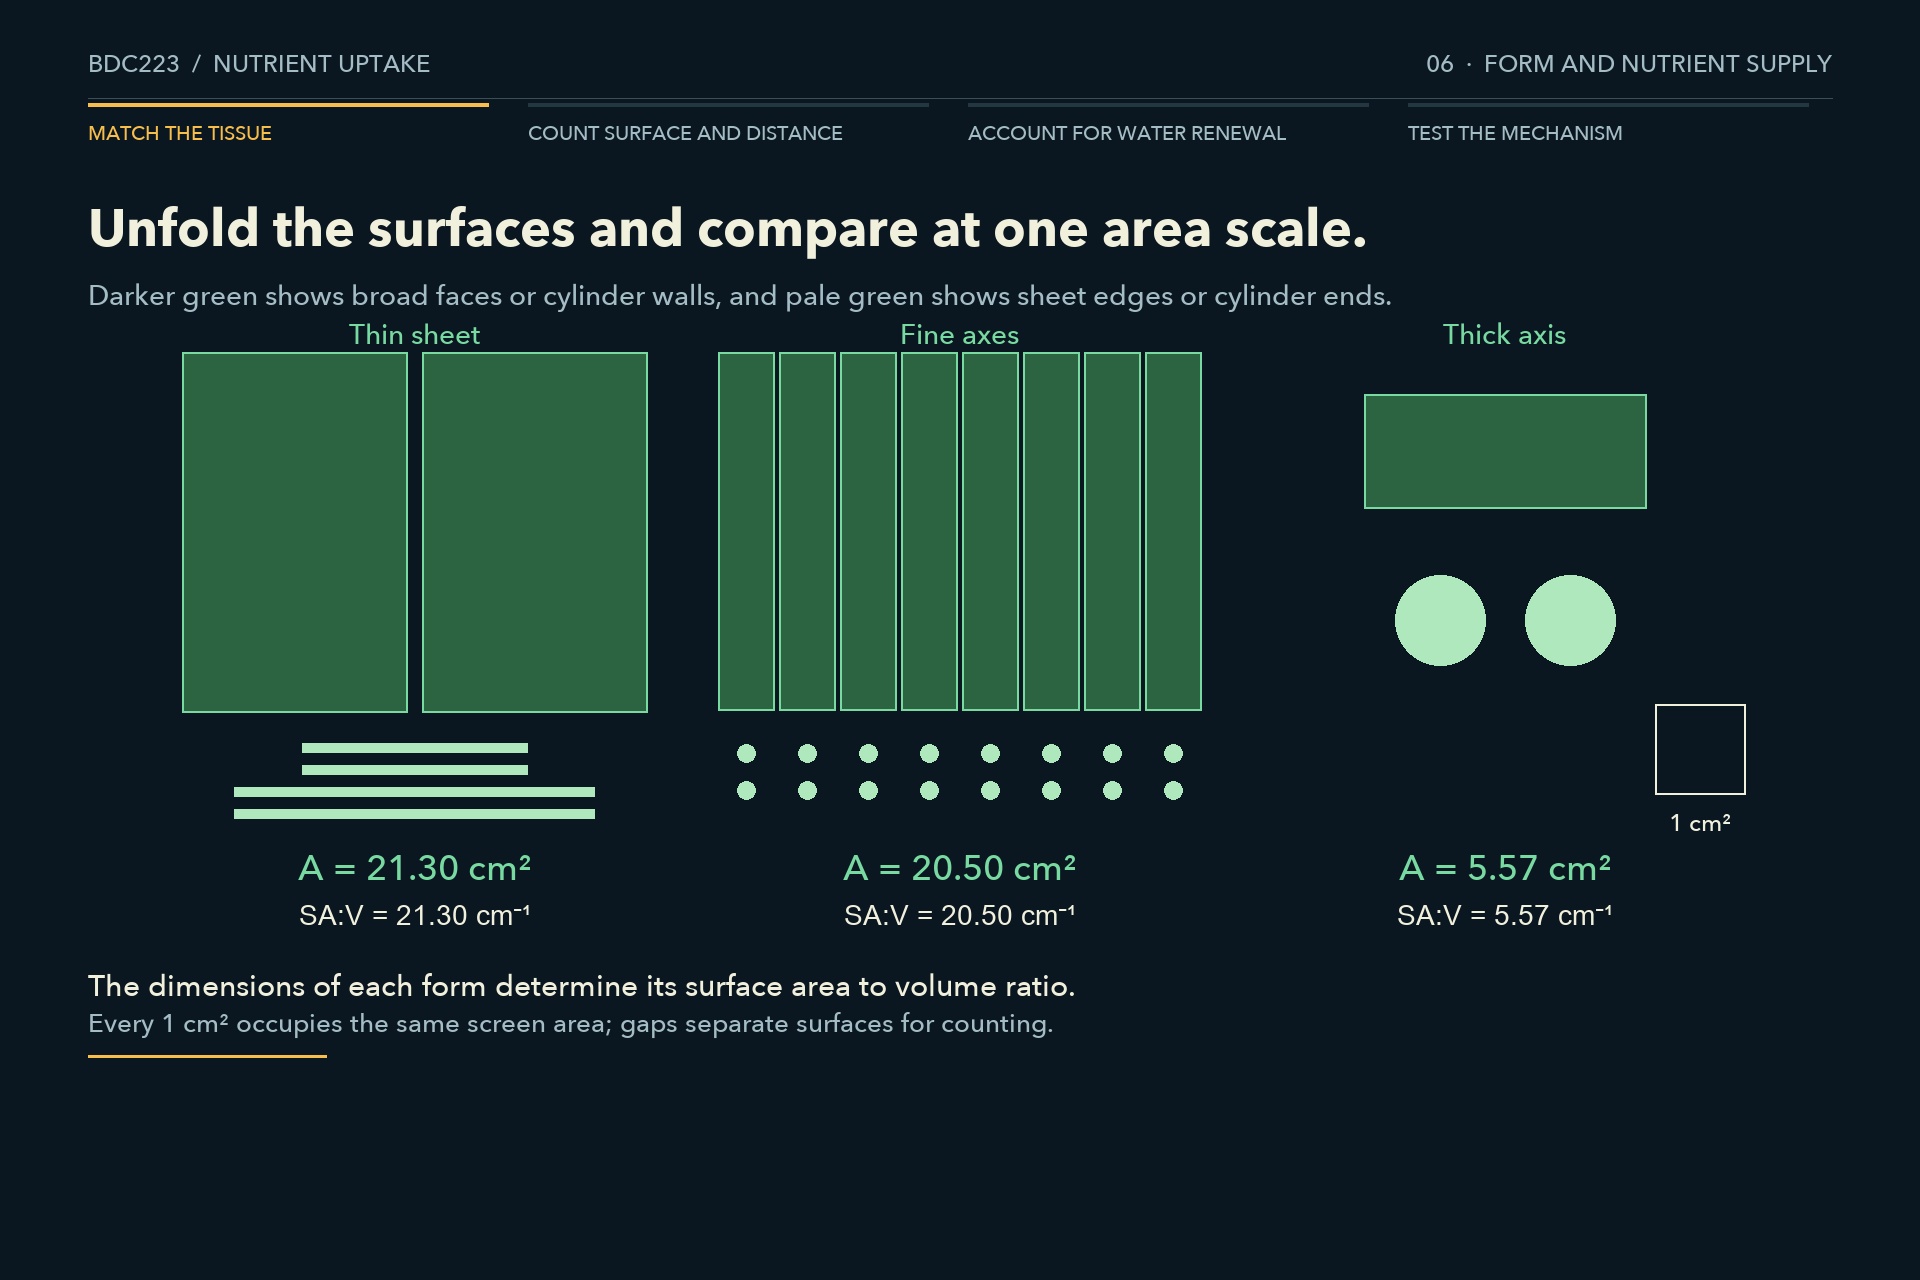 BDC223 / NUTRIENT UPTAKE
06 · FORM AND NUTRIENT SUPPLY
MATCH THE TISSUE
COUNT SURFACE AND DISTANCE
ACCOUNT FOR WATER RENEWAL
TEST THE MECHANISM
Unfold the surfaces and compare at one area scale.
Darker green shows broad faces or cylinder walls, and pale green shows sheet edges or cylinder ends.
Thin sheet
Fine axes
Thick axis
1 cm²
A = 21.30 cm²
SA:V = 21.30 cm⁻¹
A = 20.50 cm²
SA:V = 20.50 cm⁻¹
A = 5.57 cm²
SA:V = 5.57 cm⁻¹
The dimensions of each form determine its surface area to volume ratio.
Every 1 cm² occupies the same screen area; gaps separate surfaces for counting.